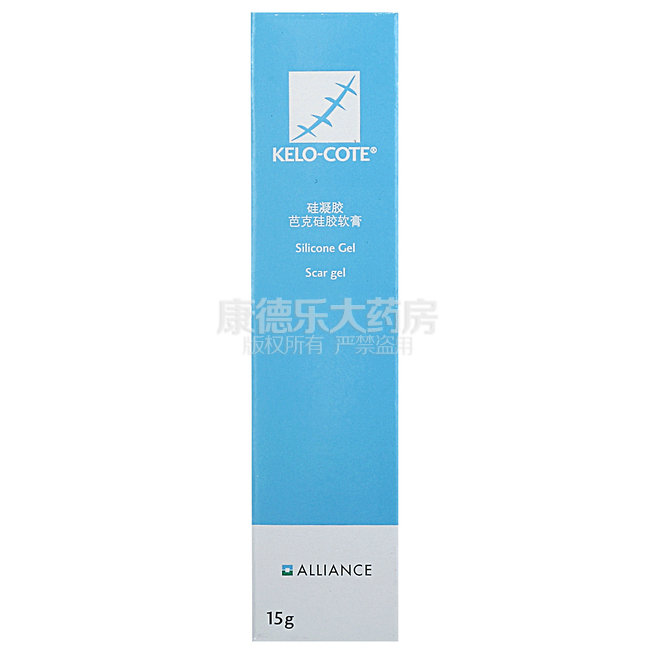 KELO-COTE®
硅凝胶
芭克硅胶软膏
Silicone Gel
Scar gel
康德乐大药房
版权所有 严禁盗用
ALLIANCE
15g